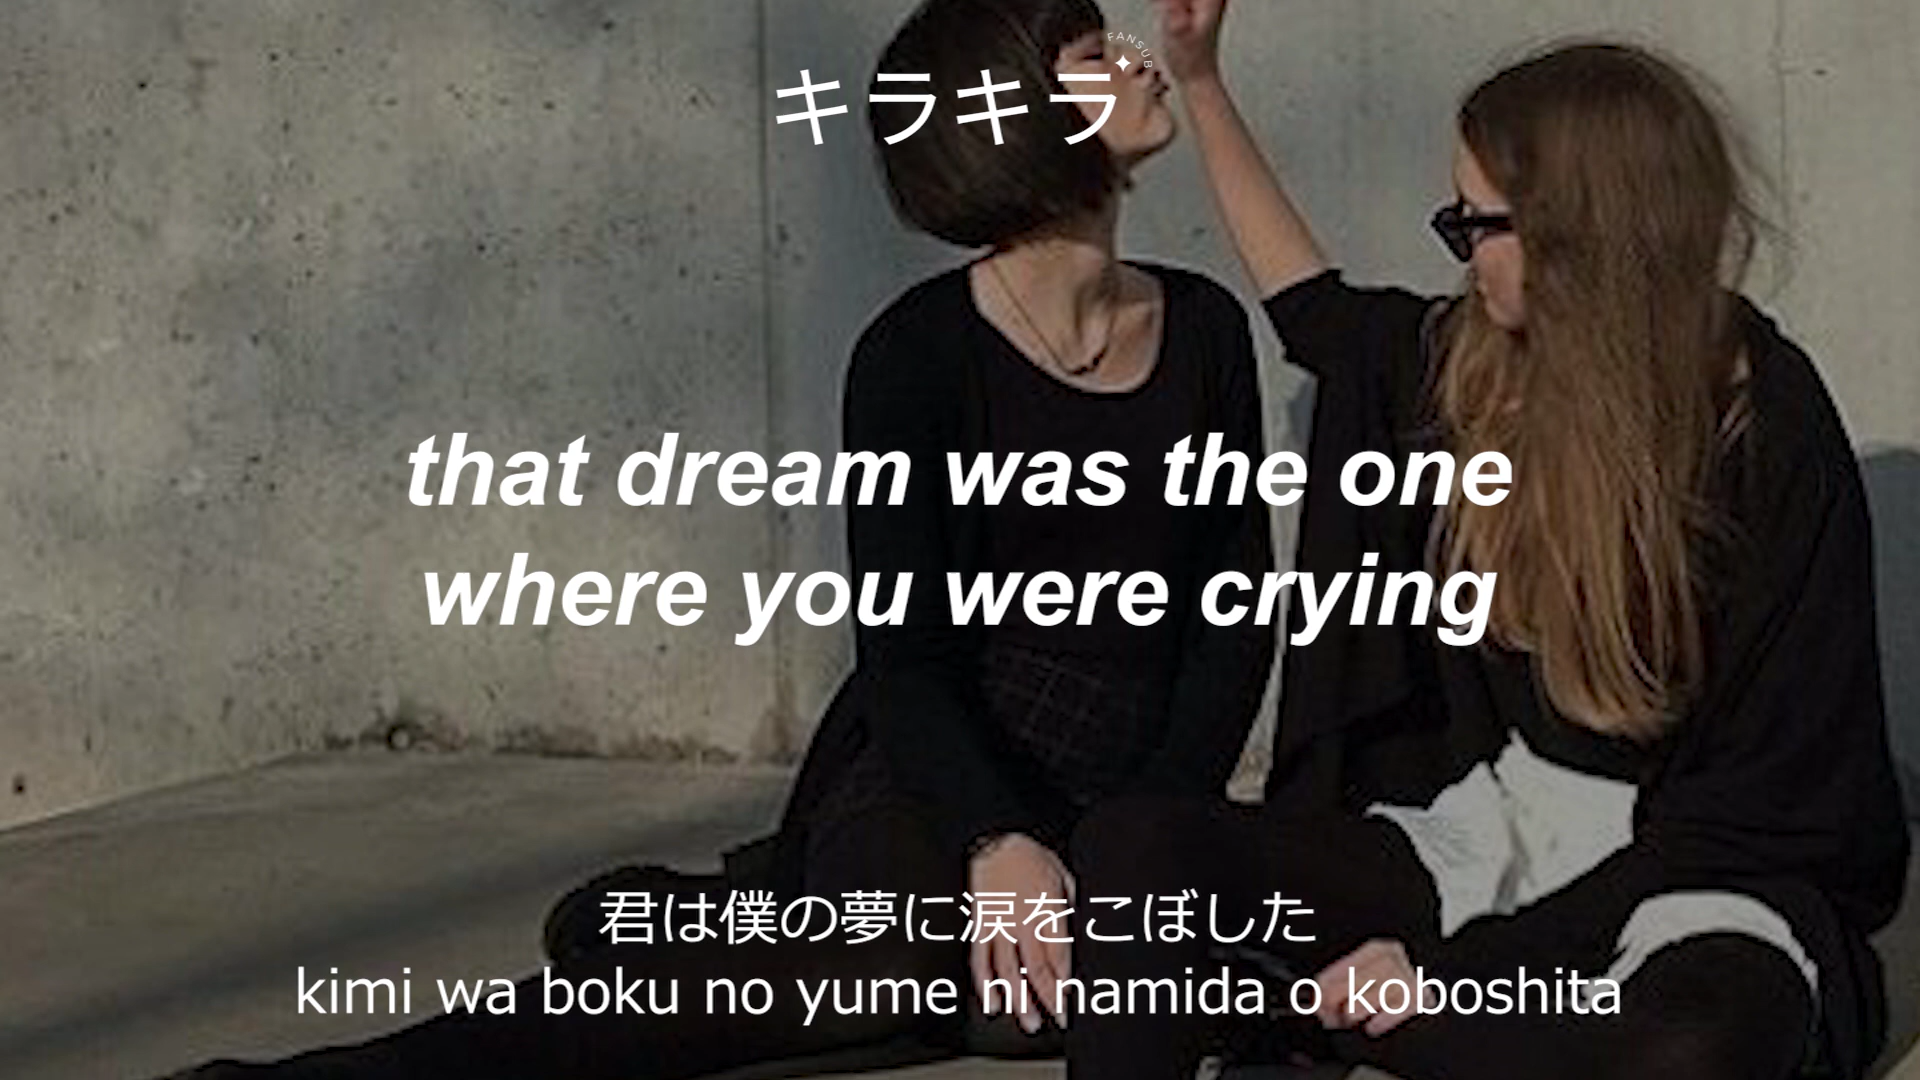 FANSUB
キラキラ
that dream was the one
where you were crying
君は僕の夢に涙をこぼした
kimi wa boku no yume ni namida o koboshita